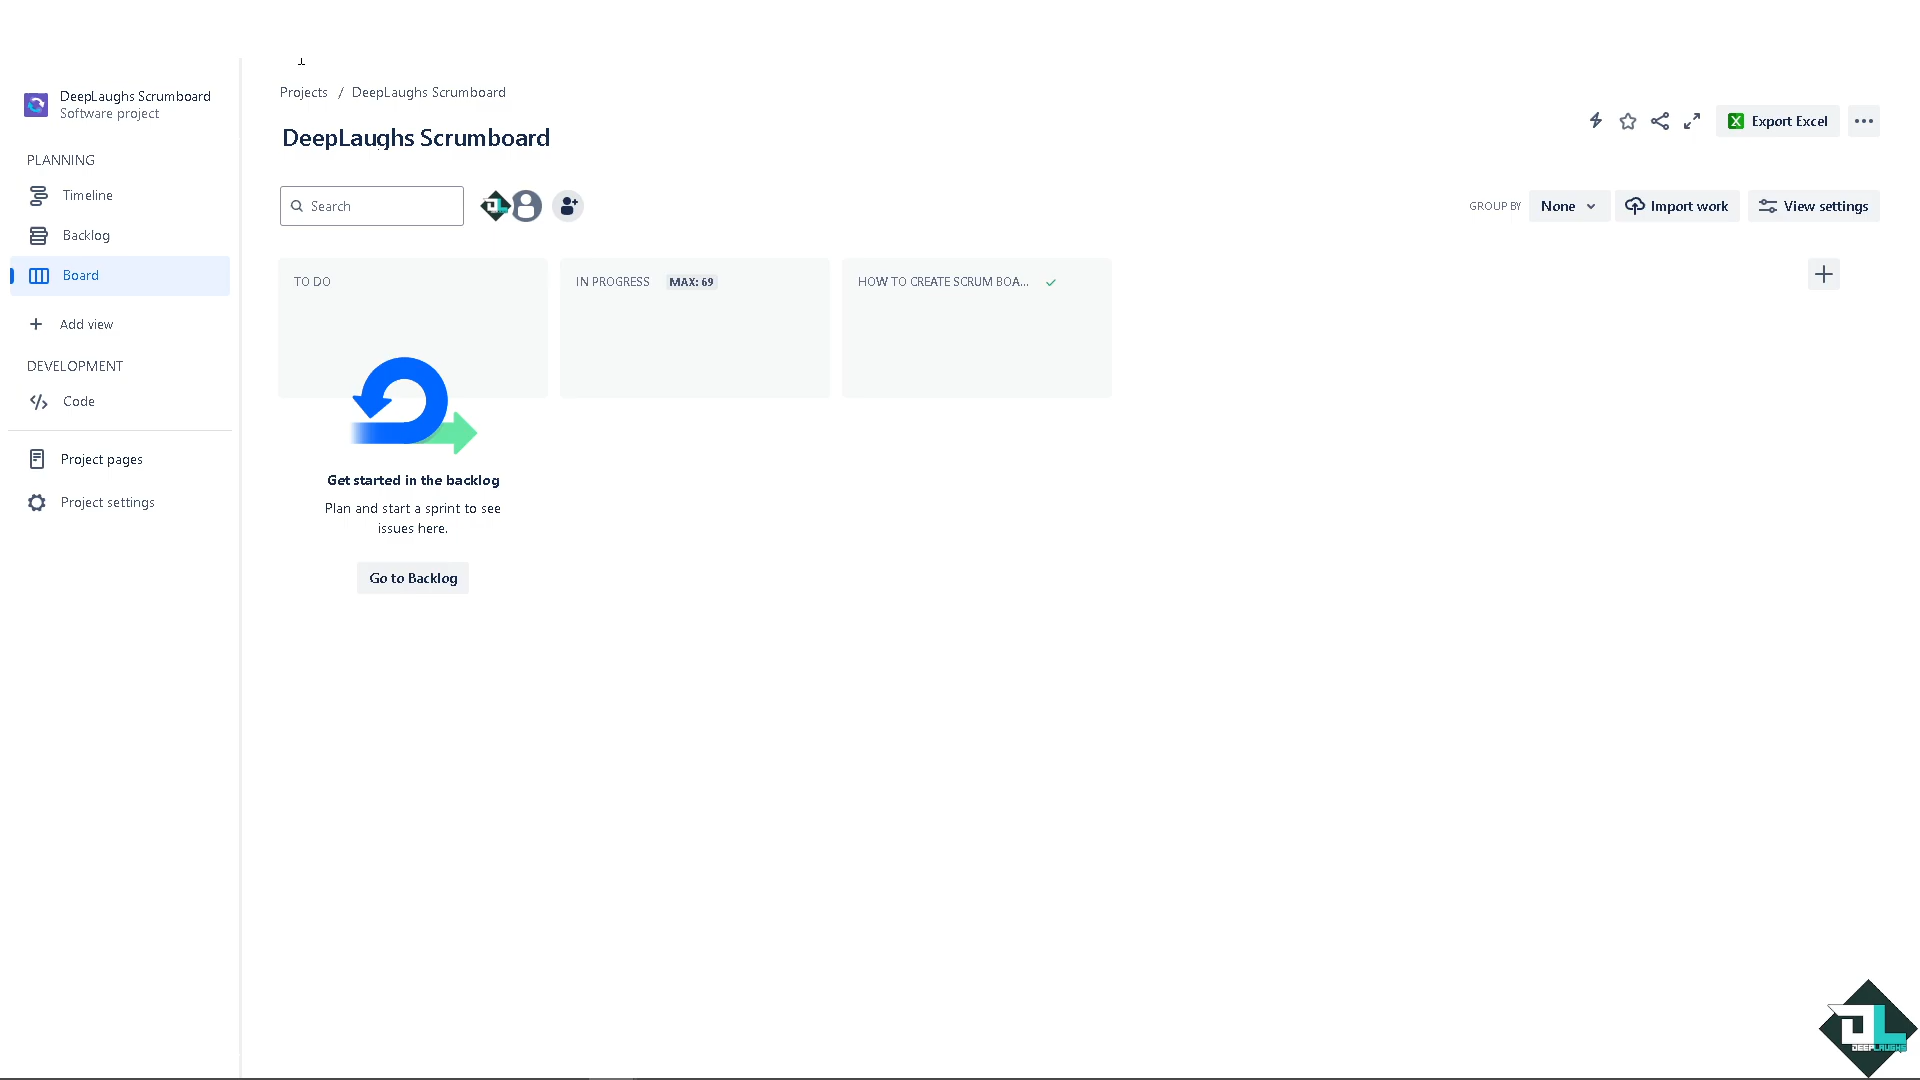 Projects / DeepLaughs Scrumboard
DeepLaughs Scrumboard
Software project
DeepLaughs Scrumboard
Export Excel
PLANNING
Timeline
Backlog
Board
Add view
DEVELOPMENT
Code
Project pages
Project settings
Search
GROUP BY
None
Import work
View settings
TO DO
IN PROGRESS MAX: 69
HOW TO CREATE SCRUM BOA...
Get started in the backlog
Plan and start a sprint to see
issues here.
Go to Backlog
DL
DEEPLAUGHS